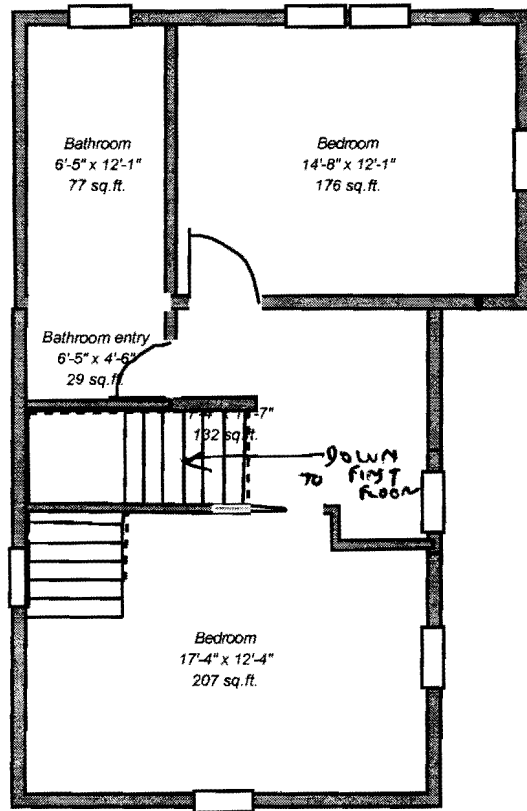 Bathroom
6'-5" x 12'-1"
77 sq.ft.
Bedroom
14'-8" x 12'-1"
176 sq.ft.
Bathroom entry
6'-5" x 4'-6"
29 sq.ft.
132 sq.ft.
DOWN
TO FIRST
FLOOR
Bedroom
17'-4" x 12'-4"
207 sq.ft.